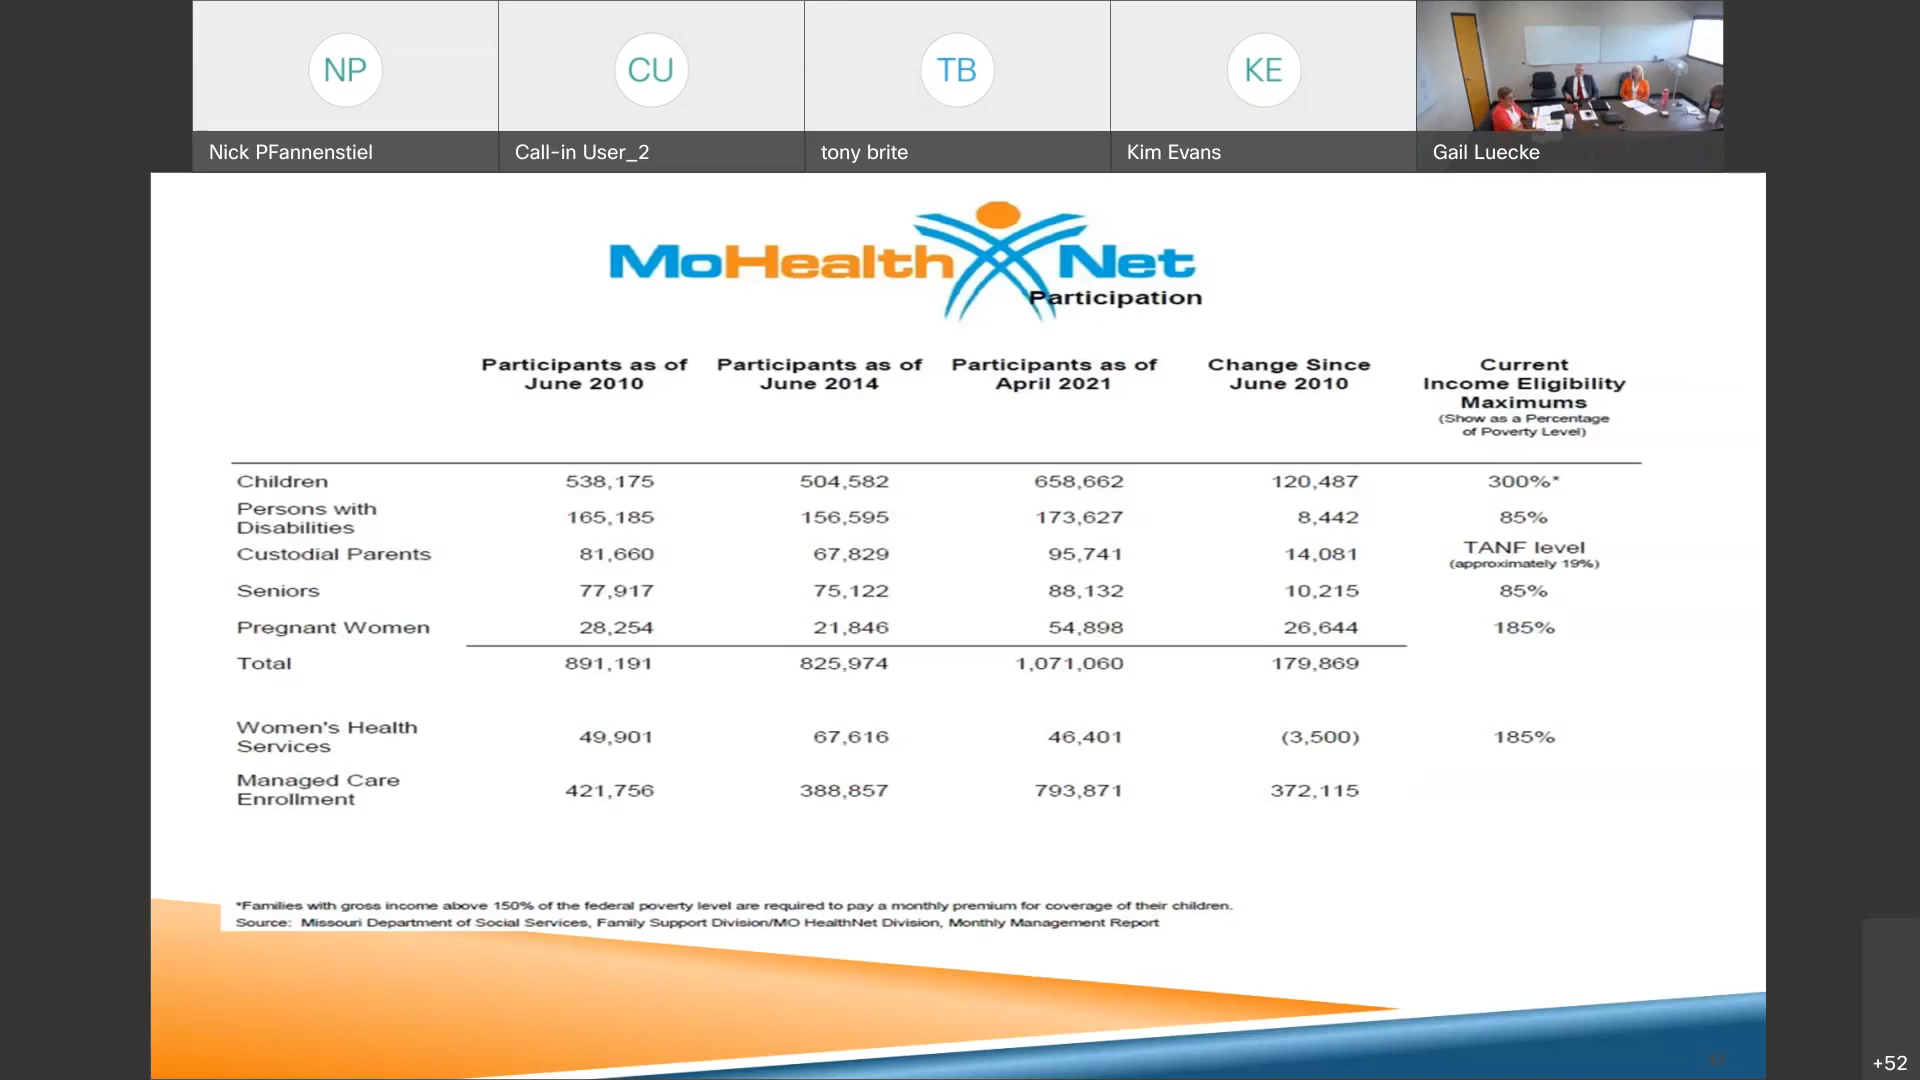 NP
CU
TB
KE
Nick PFannenstiel
Call-in User_2
tony brite
Kim Evans
Gail Luecke
MoHealth Net
Participation
Participants as of June 2010
Participants as of June 2014
Participants as of April 2021
Change Since June 2010
Current Income Eligibility Maximums
(Show as a Percentage of Poverty Level)
Children 538,175 504,582 658,662 120,487 300%*
Persons with Disabilities 165,185 156,595 173,627 8,442 85%
Custodial Parents 81,660 67,829 95,741 14,081 TANF level (approximately 19%)
Seniors 77,917 75,122 88,132 10,215 85%
Pregnant Women 28,254 21,846 54,898 26,644 185%
Total 891,191 825,974 1,071,060 179,869
Women's Health Services 49,901 67,616 46,401 (3,500) 185%
Managed Care Enrollment 421,756 388,857 793,871 372,115
*Families with gross income above 150% of the federal poverty level are required to pay a monthly premium for coverage of their children.
Source: Missouri Department of Social Services, Family Support Division/MO HealthNet Division, Monthly Management Report
+52